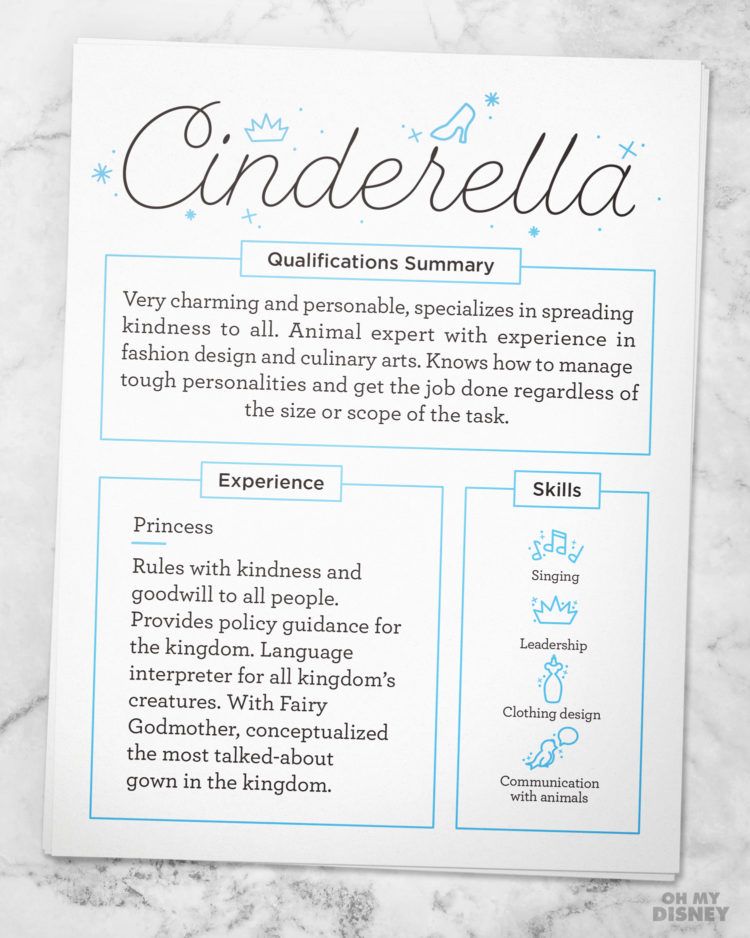 Cinderella
Qualifications Summary
Very charming and personable, specializes in spreading
kindness to all. Animal expert with experience in
fashion design and culinary arts. Knows how to manage
tough personalities and get the job done regardless of
the size or scope of the task.
Experience
Princess
Rules with kindness and
goodwill to all people.
Provides policy guidance for
the kingdom. Language
interpreter for all kingdom's
creatures. With Fairy
Godmother, conceptualized
the most talked-about
gown in the kingdom.
Skills
Singing
Leadership
Clothing design
Communication
with animals
OH MY
DISNEY